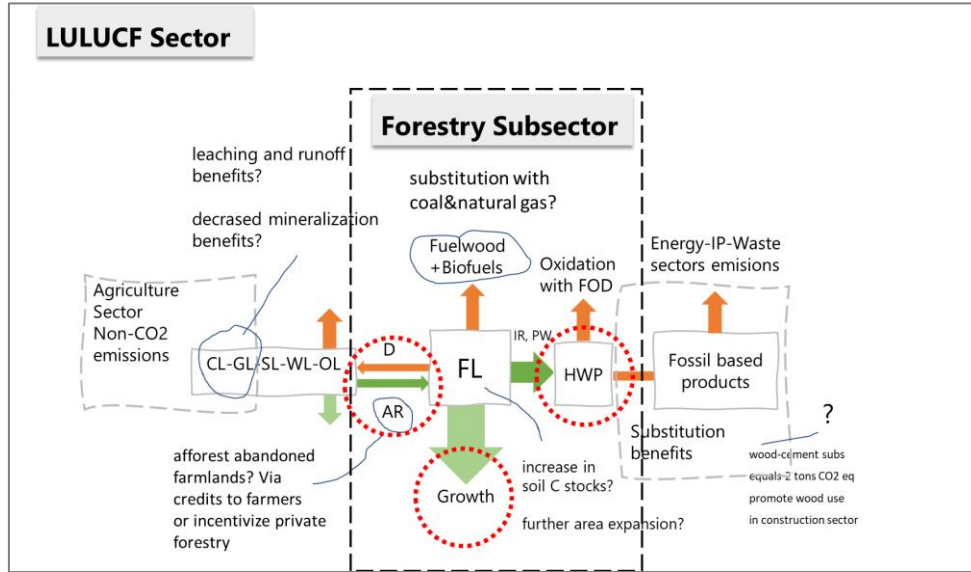 LULUCF Sector
Forestry Subsector
leaching and runoff
benefits?
decrased mineralization
benefits?
substitution with
coal&natural gas?
Fuelwood
+Biofuels
Oxidation
with FOD
Energy-IP-Waste
sectors emisions
Agriculture
Sector
Non-CO2
emissions
CL-GL-SL-WL-OL
D
AR
FL
IR, PW
HWP
Fossil based
products
Substitution
benefits
?
wood-cement subs
equals 2 tons CO2 eq
promote wood use
in construction sector
afforest abandoned
farmlands? Via
credits to farmers
or incentivize private
forestry
Growth
increase in
soil C stocks?
further area expansion?